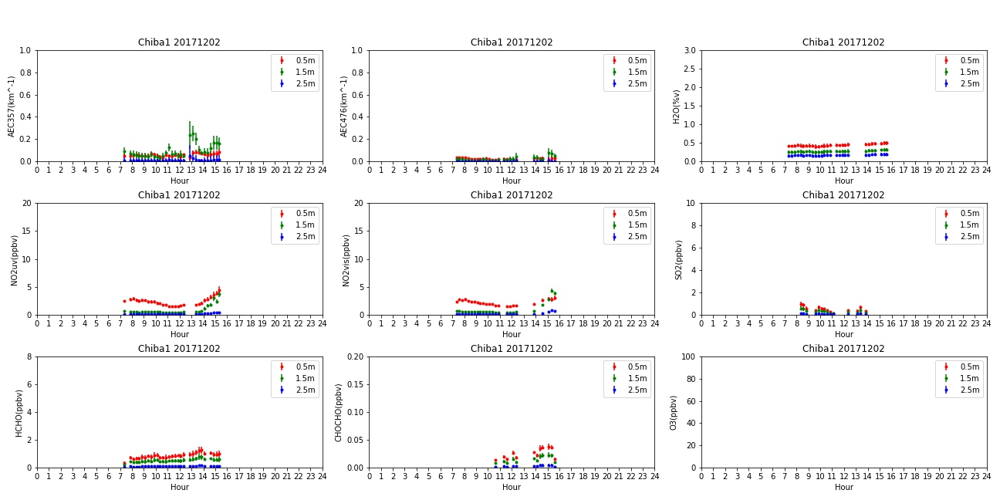 Chiba1 20171202
AEC357(km^-1)
1.0
0.8
0.6
0.4
0.2
0.0
0.5m
1.5m
2.5m
0 1 2 3 4 5 6 7 8 9 10 11 12 13 14 15 16 17 18 19 20 21 22 23 24
Hour
Chiba1 20171202
AEC476(km^-1)
1.0
0.8
0.6
0.4
0.2
0.0
0.5m
1.5m
2.5m
0 1 2 3 4 5 6 7 8 9 10 11 12 13 14 15 16 17 18 19 20 21 22 23 24
Hour
Chiba1 20171202
H2O(%v)
3.0
2.5
2.0
1.5
1.0
0.5
0.0
0.5m
1.5m
2.5m
0 1 2 3 4 5 6 7 8 9 10 11 12 13 14 15 16 17 18 19 20 21 22 23 24
Hour
Chiba1 20171202
NO2uv(ppbv)
20
15
10
5
0
0.5m
1.5m
2.5m
0 1 2 3 4 5 6 7 8 9 10 11 12 13 14 15 16 17 18 19 20 21 22 23 24
Hour
Chiba1 20171202
NO2vis(ppbv)
20
15
10
5
0
0.5m
1.5m
2.5m
0 1 2 3 4 5 6 7 8 9 10 11 12 13 14 15 16 17 18 19 20 21 22 23 24
Hour
Chiba1 20171202
SO2(ppbv)
10
8
6
4
2
0
0.5m
1.5m
2.5m
0 1 2 3 4 5 6 7 8 9 10 11 12 13 14 15 16 17 18 19 20 21 22 23 24
Hour
Chiba1 20171202
HCHO(ppbv)
8
6
4
2
0
0.5m
1.5m
2.5m
0 1 2 3 4 5 6 7 8 9 10 11 12 13 14 15 16 17 18 19 20 21 22 23 24
Hour
Chiba1 20171202
CHOCHO(ppbv)
0.20
0.15
0.10
0.05
0.00
0.5m
1.5m
2.5m
0 1 2 3 4 5 6 7 8 9 10 11 12 13 14 15 16 17 18 19 20 21 22 23 24
Hour
Chiba1 20171202
O3(ppbv)
100
80
60
40
20
0
0.5m
1.5m
2.5m
0 1 2 3 4 5 6 7 8 9 10 11 12 13 14 15 16 17 18 19 20 21 22 23 24
Hour